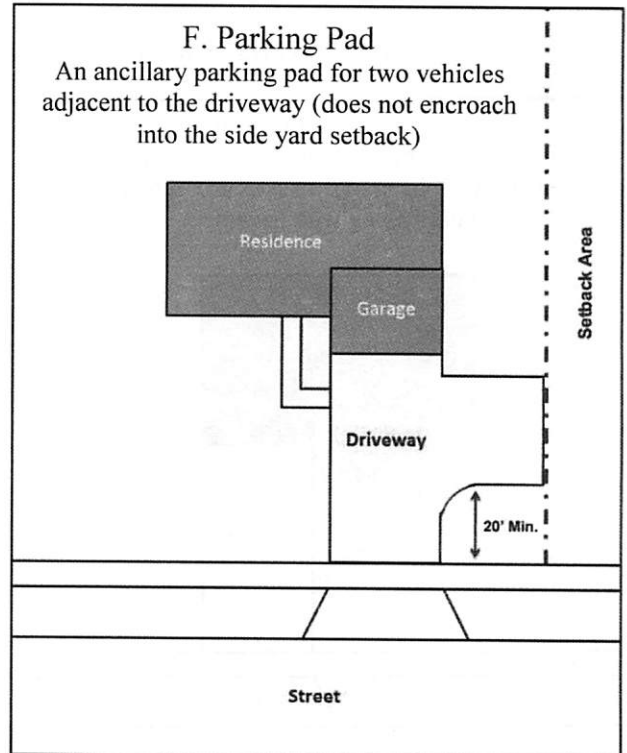 F. Parking Pad
An ancillary parking pad for two vehicles
adjacent to the driveway (does not encroach
into the side yard setback)
Residence
Garage
Setback Area
Driveway
20' Min.
Street